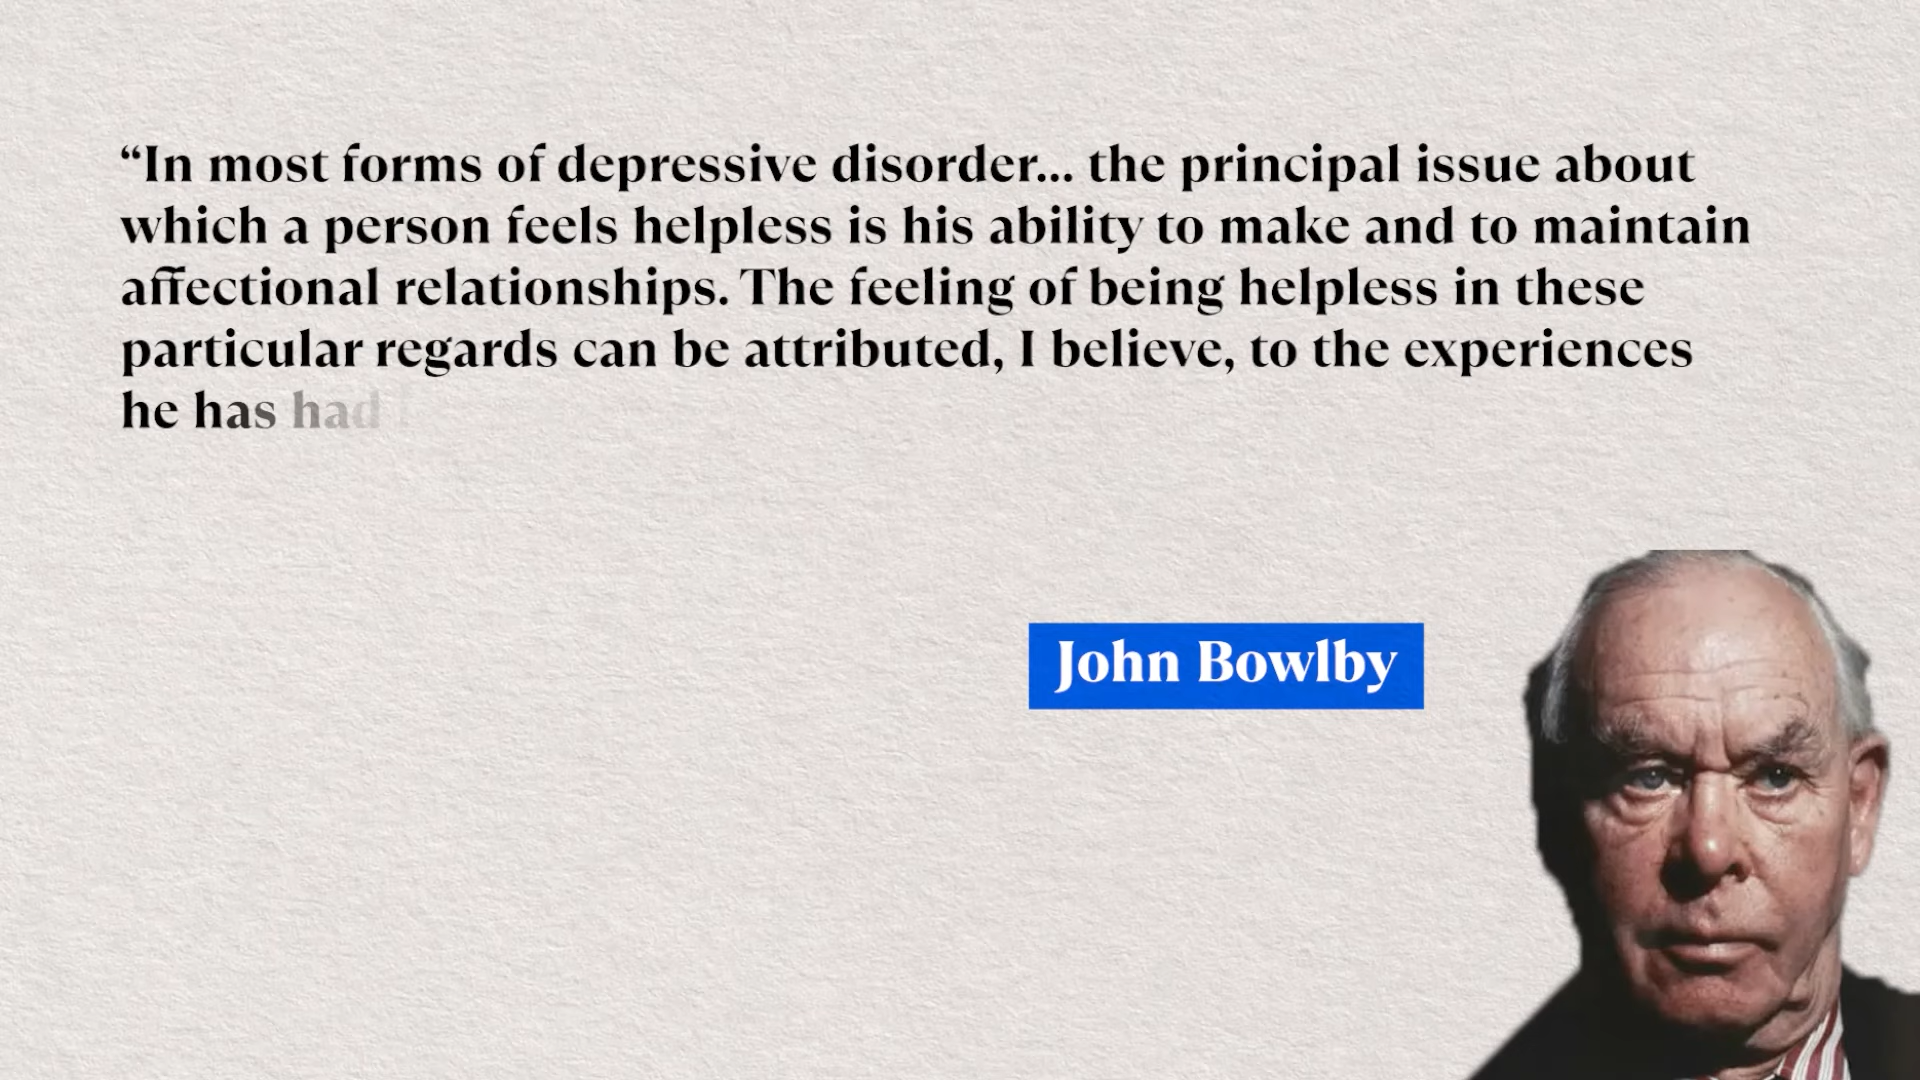 “In most forms of depressive disorder... the principal issue about
which a person feels helpless is his ability to make and to maintain
affectional relationships. The feeling of being helpless in these
particular regards can be attributed, I believe, to the experiences
he has had
John Bowlby